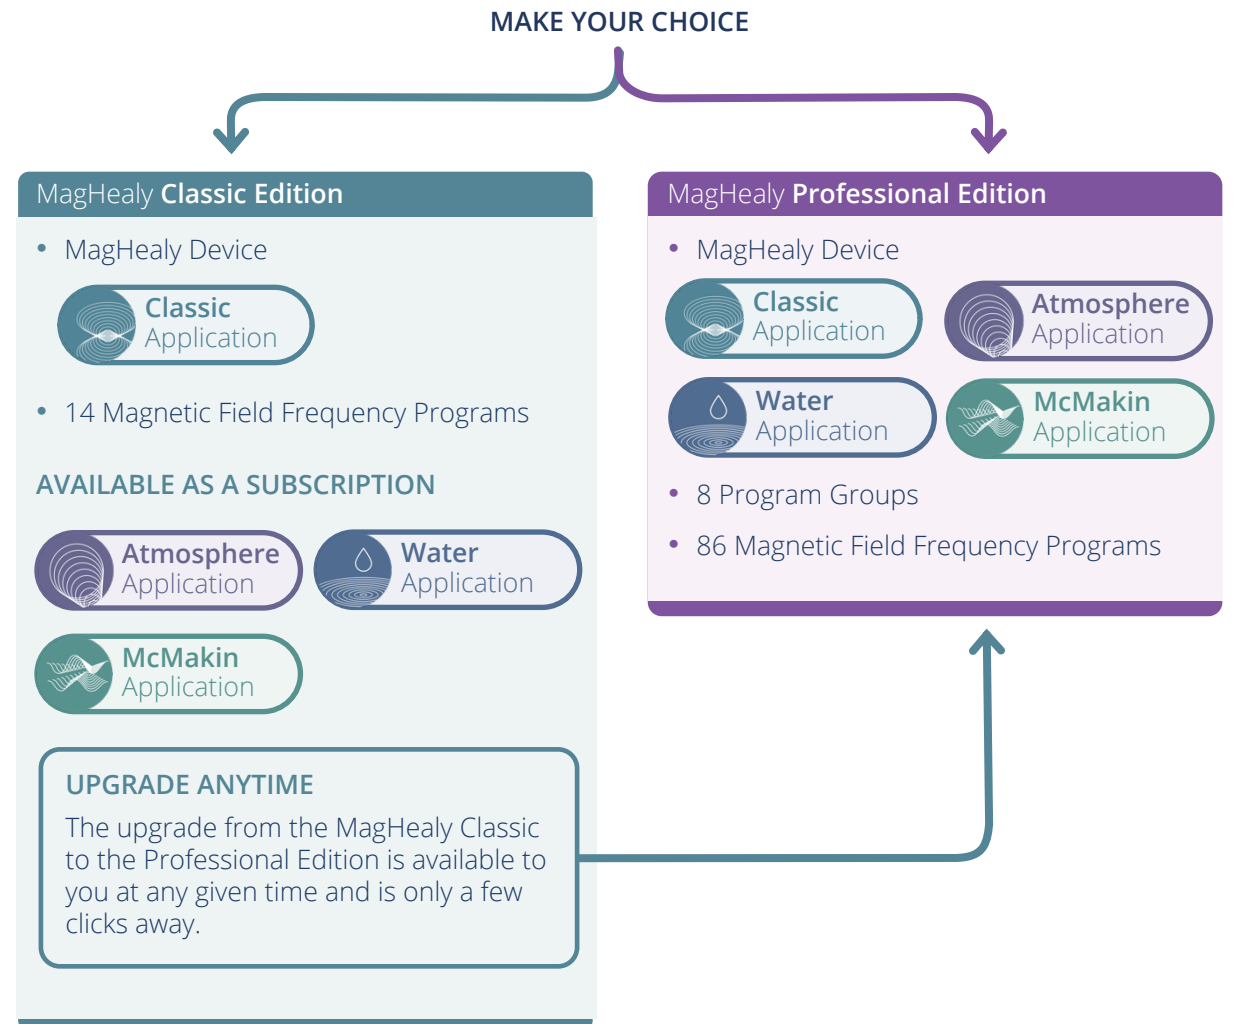 MAKE YOUR CHOICE
MagHealy Classic Edition
• MagHealy Device
Classic
Application
• 14 Magnetic Field Frequency Programs
AVAILABLE AS A SUBSCRIPTION
Atmosphere
Application
Water
Application
McMakin
Application
UPGRADE ANYTIME
The upgrade from the MagHealy Classic
to the Professional Edition is available to
you at any given time and is only a few
clicks away.
MagHealy Professional Edition
• MagHealy Device
Classic
Application
Atmosphere
Application
Water
Application
McMakin
Application
• 8 Program Groups
• 86 Magnetic Field Frequency Programs